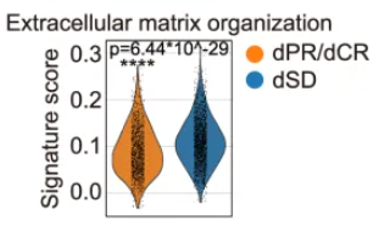 Extracellular matrix organization
Signature score
0.3
0.2
0.1
0.0
p=6.44*10^-29
****
dPR/dCR
dSD